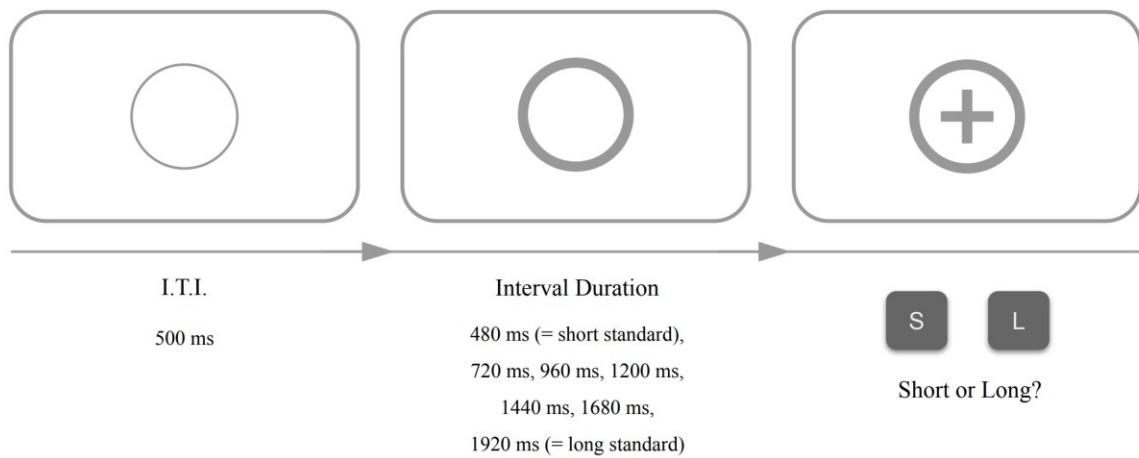 I.T.I.
500 ms
Interval Duration
480 ms (= short standard),
720 ms, 960 ms, 1200 ms,
1440 ms, 1680 ms,
1920 ms (= long standard)
S L
Short or Long?